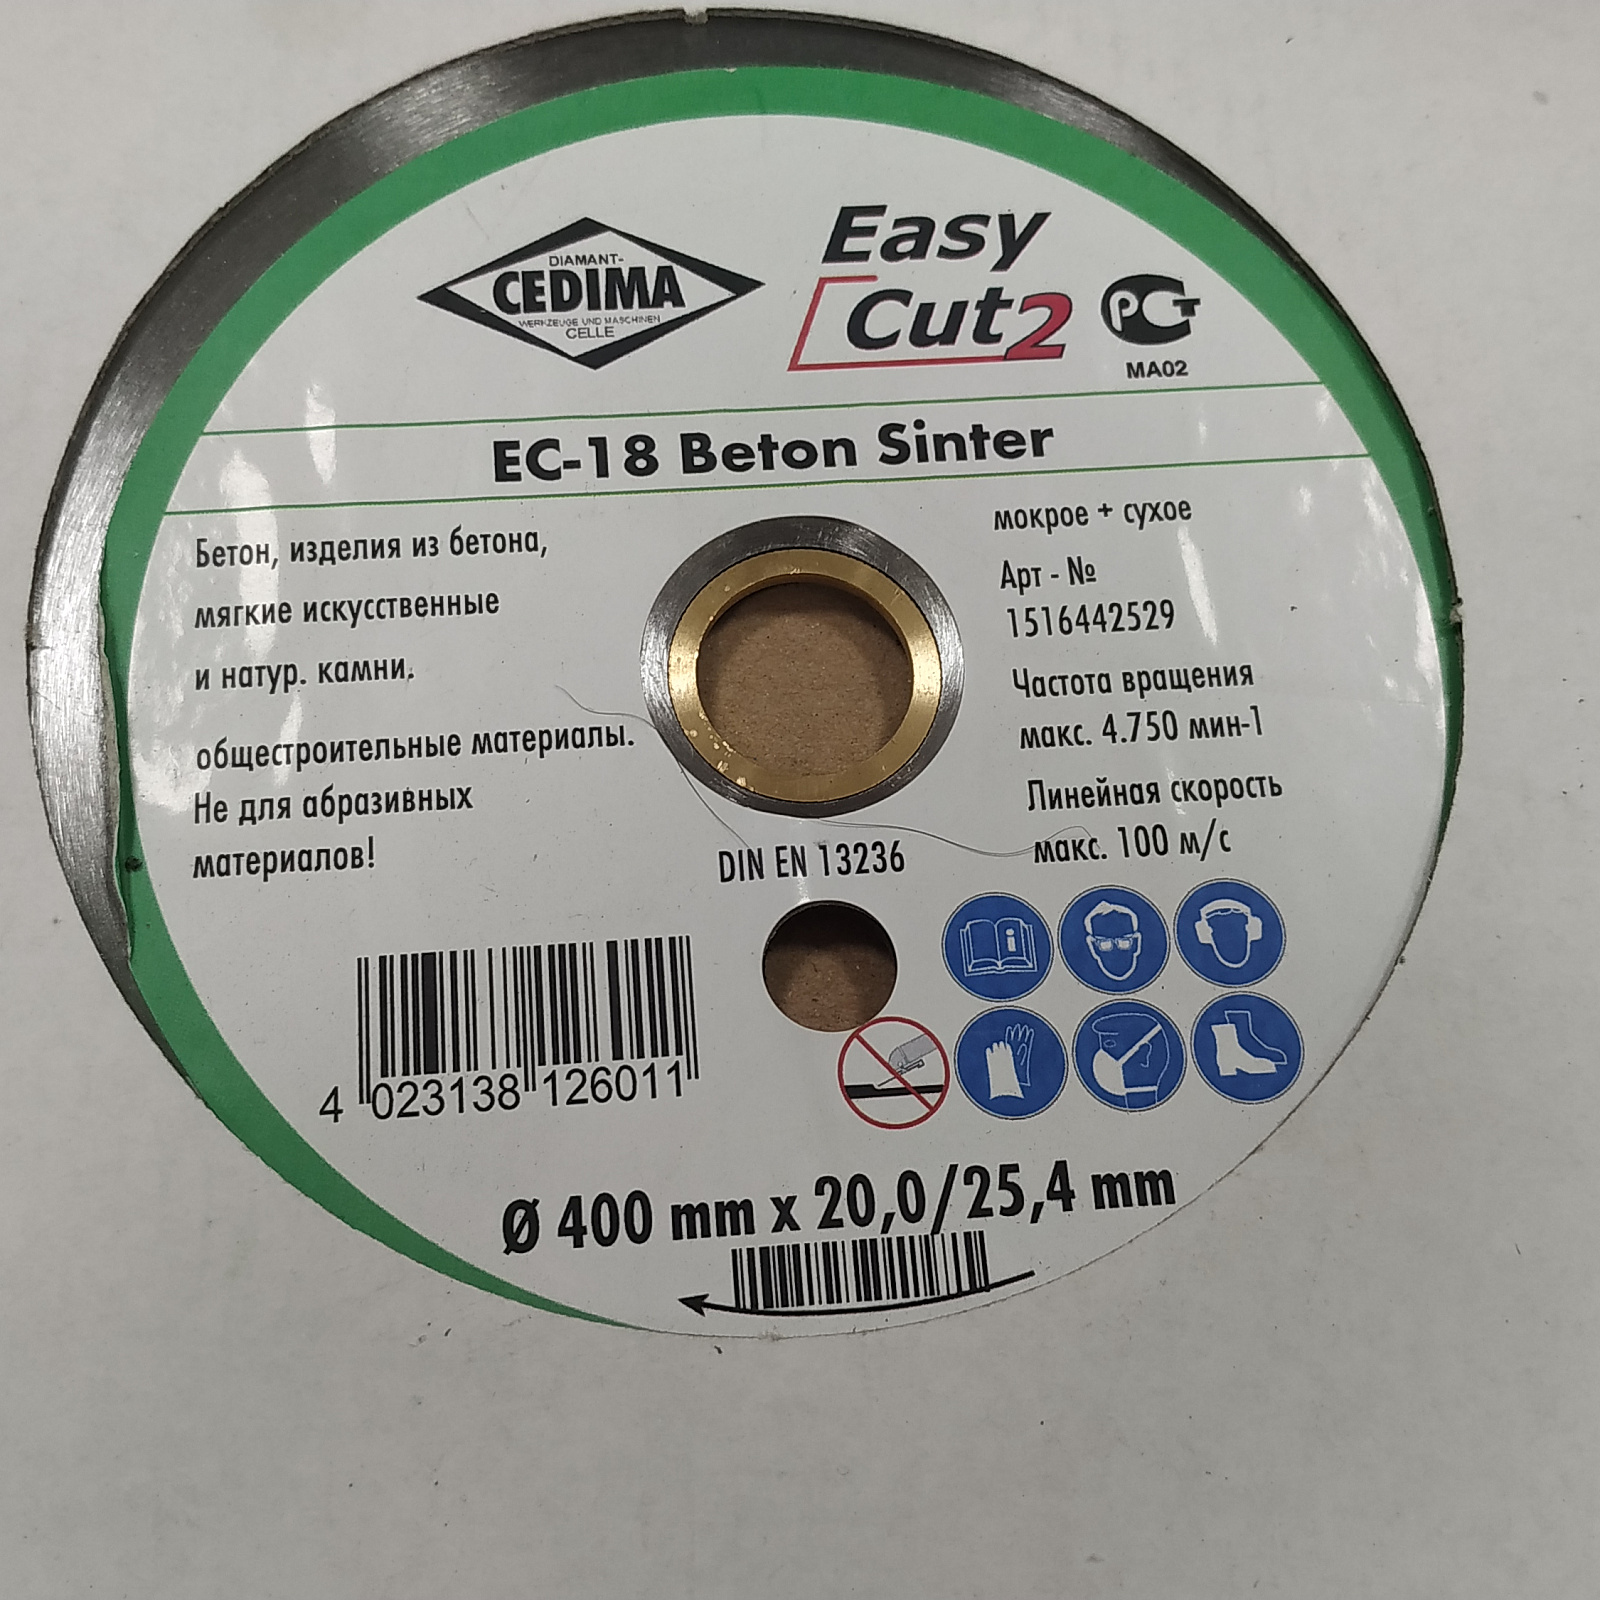 DIAMANT-
CEDIMA
WERKZEUGE UND MASCHINEN
CELLE
Easy
Cut2
РСТ
МА02
EC-18 Beton Sinter
Бетон, изделия из бетона,
мягкие искусственные
и натур. камни.
общестроительные материалы.
Не для абразивных
материалов!
мокрое + сухое
Арт - №
1516442529
Частота вращения
макс. 4.750 мин-1
Линейная скорость
макс. 100 м/с
DIN EN 13236
4 023138 126011
Ø 400 mm x 20,0/25,4 mm